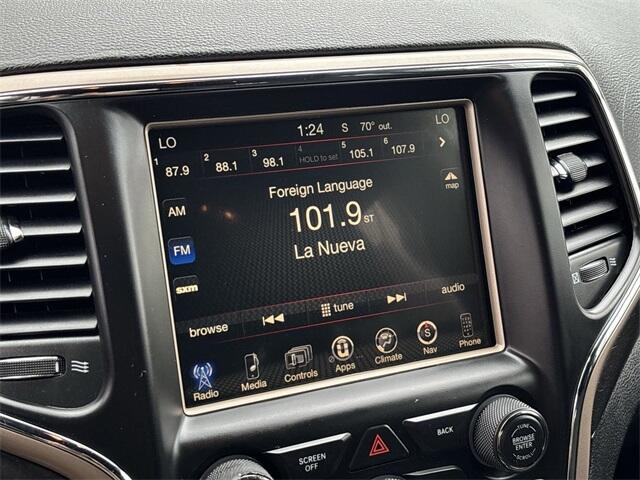 LO 1:24 S 70° out. LO
1 87.9 2 88.1 3 98.1 4 HOLD to set 5 105.1 6 107.9
Foreign Language
map
AM
101.9 ST
FM
La Nueva
sxm
browse tune audio
Radio Media Controls Apps Climate S Nav Phone
SCREEN OFF
BACK
TUNE
BROWSE
ENTER